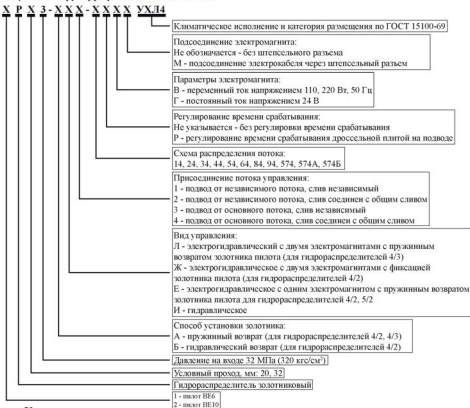 Х Р Х 3 - Х Х Х - Х Х Х Х УХЛ4
Климатическое исполнение и категория размещения по ГОСТ 15100-69
Подсоединение электромагнита:
Не обозначается - без штепсельного разъема
М - подсоединение электрокабеля через штепсельный разъем
Параметры электромагнита:
В - переменный ток напряжением 110, 220 Вт, 50 Гц
Г - постоянный ток напряжением 24 В
Регулирование времени срабатывания:
Не указывается - без регулировки времени срабатывания
Р - регулирование времени срабатывания дроссельной плитой на подводе
Схема распределения потока:
14, 24, 34, 44, 54, 64, 84, 94, 574, 574А, 574Б
Присоединение потока управления:
1 - подвод от независимого потока, слив независимый
2 - подвод от независимого потока, слив соединен с общим сливом
3 - подвод от основного потока, слив независимый
4 - подвод от основного потока, слив соединен с общим сливом
Вид управления:
Л - электрогидравлический с двумя электромагнитами с пружинным
возвратом золотника пилота (для гидрораспределителей 4/3)
Ж - электрогидравлическое с двумя электромагнитами с фиксацией
золотника пилота (для гидрораспределителей 4/2)
Е - электрогидравлическое с одним электромагнитом с пружинным возвратом
золотника пилота для гидрораспределителей 4/2, 5/2
И - гидравлическое
Способ установки золотника:
А - пружинный возврат (для гидрораспределителей 4/2, 4/3)
Б - гидравлический возврат (для гидрораспределителей 4/2)
Давление на входе 32 МПа (320 кгс/см²)
Условный проход, мм: 20, 32
Гидрораспределитель золотниковый
1 - пилот ВЕ6
2 - пилот ВЕ10